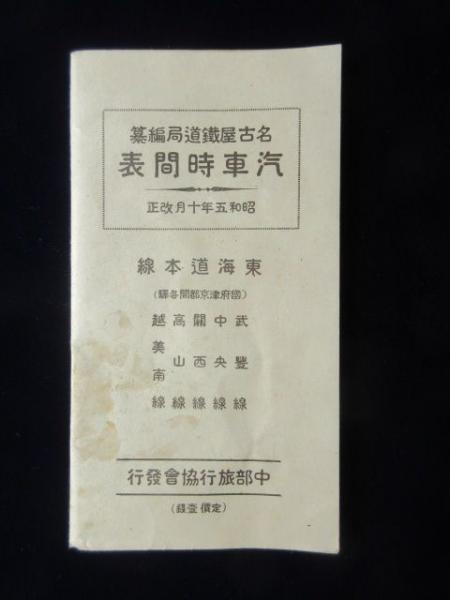 名古屋鐵道局編纂
汽車時間表
昭和五年十月改正
東海道本線
(國府津京都間各驛)
武豐線
中央線
關西線
高山線
越美南線
中部旅行協會發行
(定價壹錢)